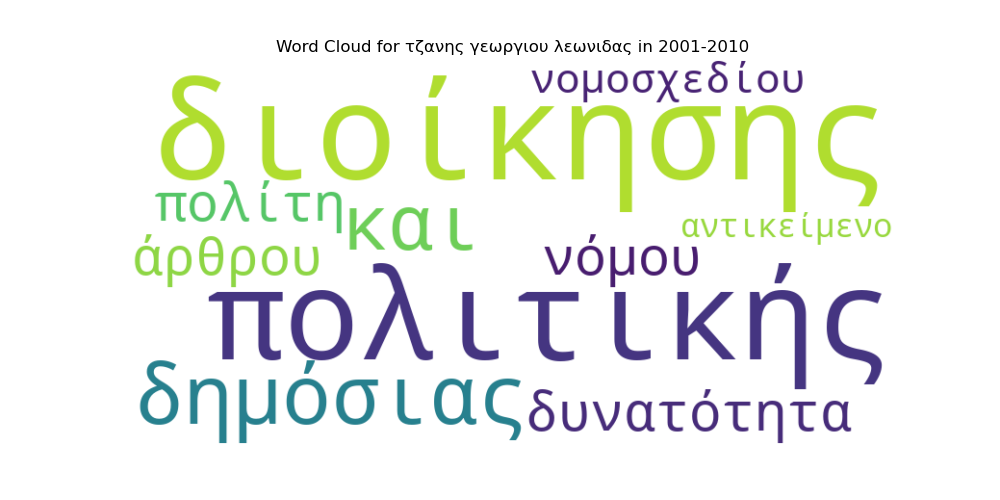 Word Cloud for τζανης γεωργιου λεωνιδας in 2001-2010
νομοσχεδίου
διοίκησης
πολίτη
και
αντικείμενο
άρθρου
νόμου
πολιτικής
δημόσιας
δυνατότητα